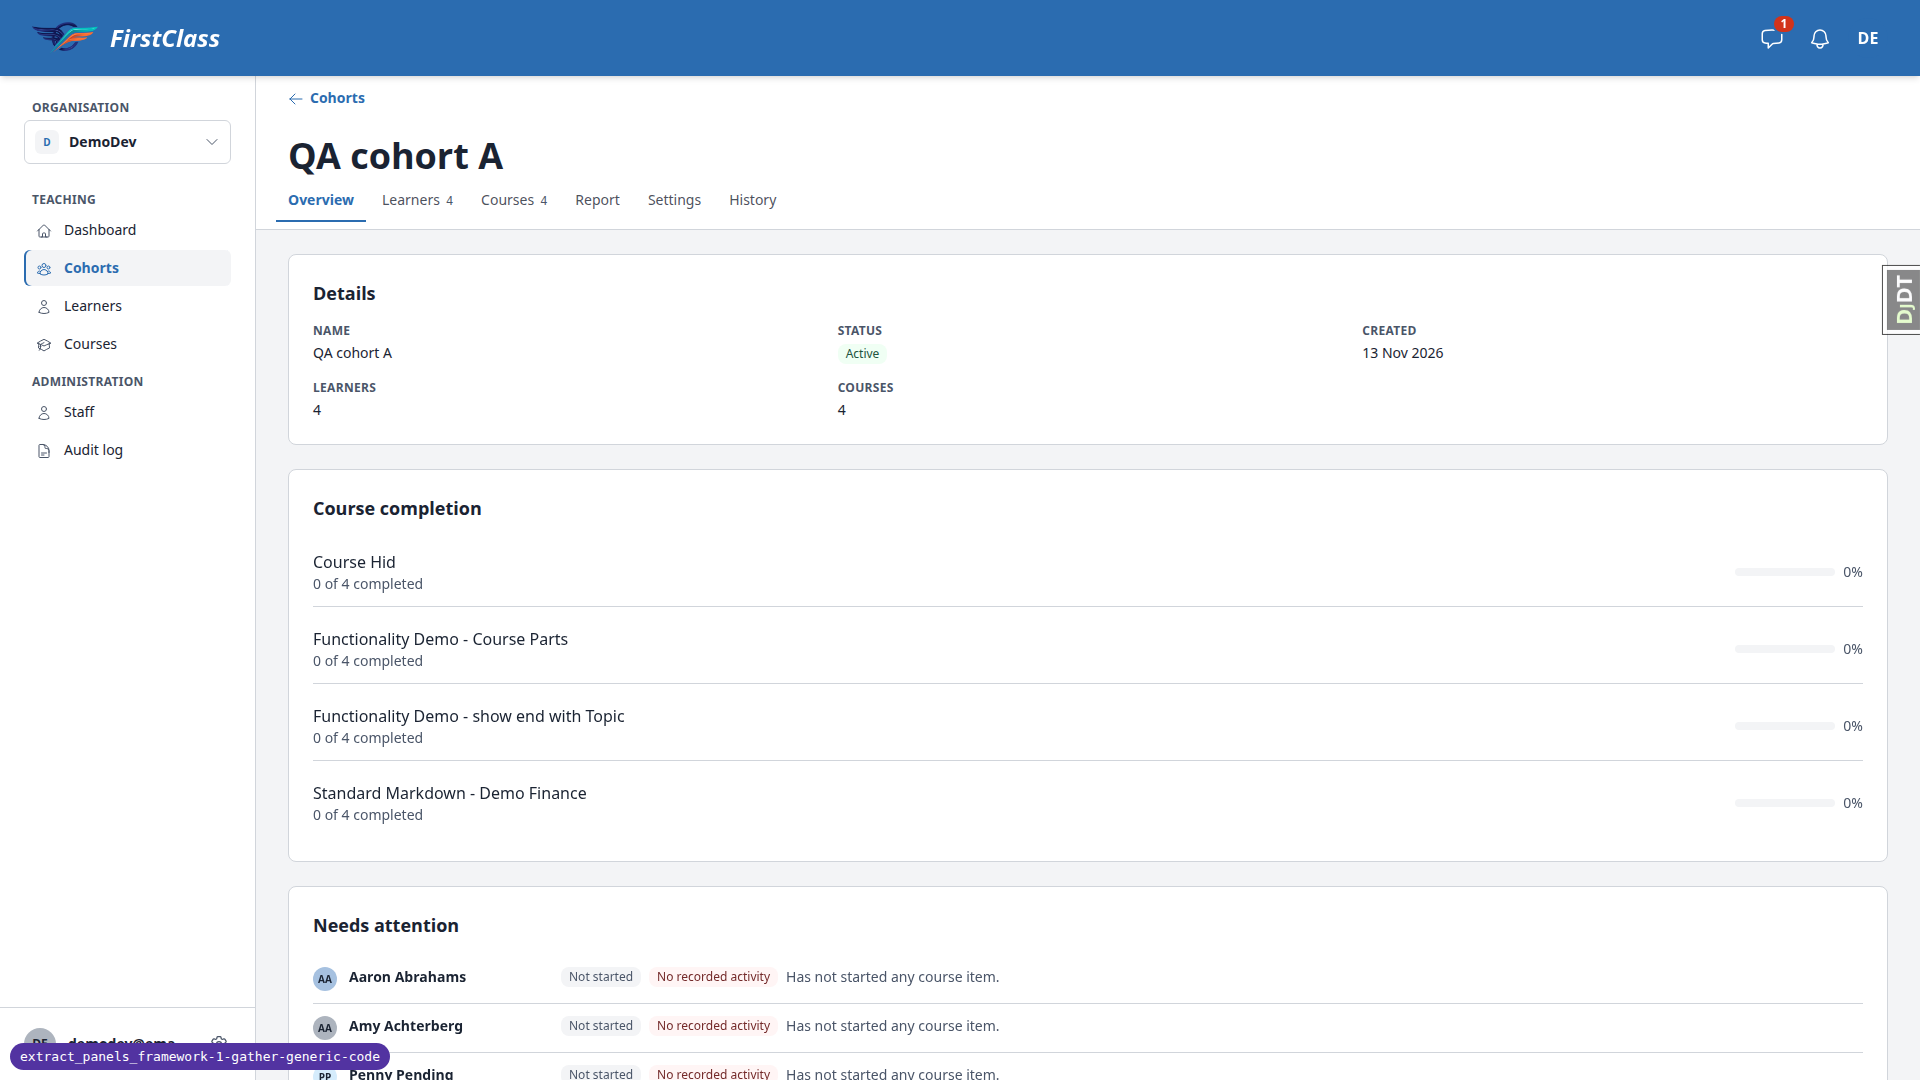 FirstClass
1
DE
ORGANISATION
D DemoDev
TEACHING
Dashboard
Cohorts
Learners
Courses
ADMINISTRATION
Staff
Audit log
Cohorts
QA cohort A
Overview Learners 4 Courses 4 Report Settings History
Details
NAME STATUS CREATED
QA cohort A Active 13 Nov 2026
LEARNERS COURSES
4 4
Course completion
Course Hid
0 of 4 completed
0%
Functionality Demo - Course Parts
0 of 4 completed
0%
Functionality Demo - show end with Topic
0 of 4 completed
0%
Standard Markdown - Demo Finance
0 of 4 completed
0%
Needs attention
AA Aaron Abrahams Not started No recorded activity Has not started any course item.
AA Amy Achterberg Not started No recorded activity Has not started any course item.
PP Penny Pending Not started No recorded activity Has not started any course item.
DJDT
extract_panels_framework-1-gather-generic-code